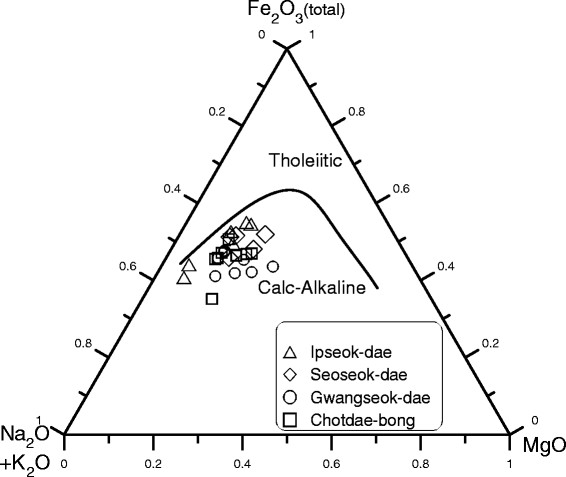 Fe₂O₃(total)
0 1
0.2 0.8
Tholeiitic
0.4 0.6
0.6 0.4
Calc-Alkaline
0.8 0.2
Ipseok-dae
Seoseok-dae
Gwangseok-dae
Chotdae-bong
1 0
Na₂O MgO
+K₂O 0 0.2 0.4 0.6 0.8 1